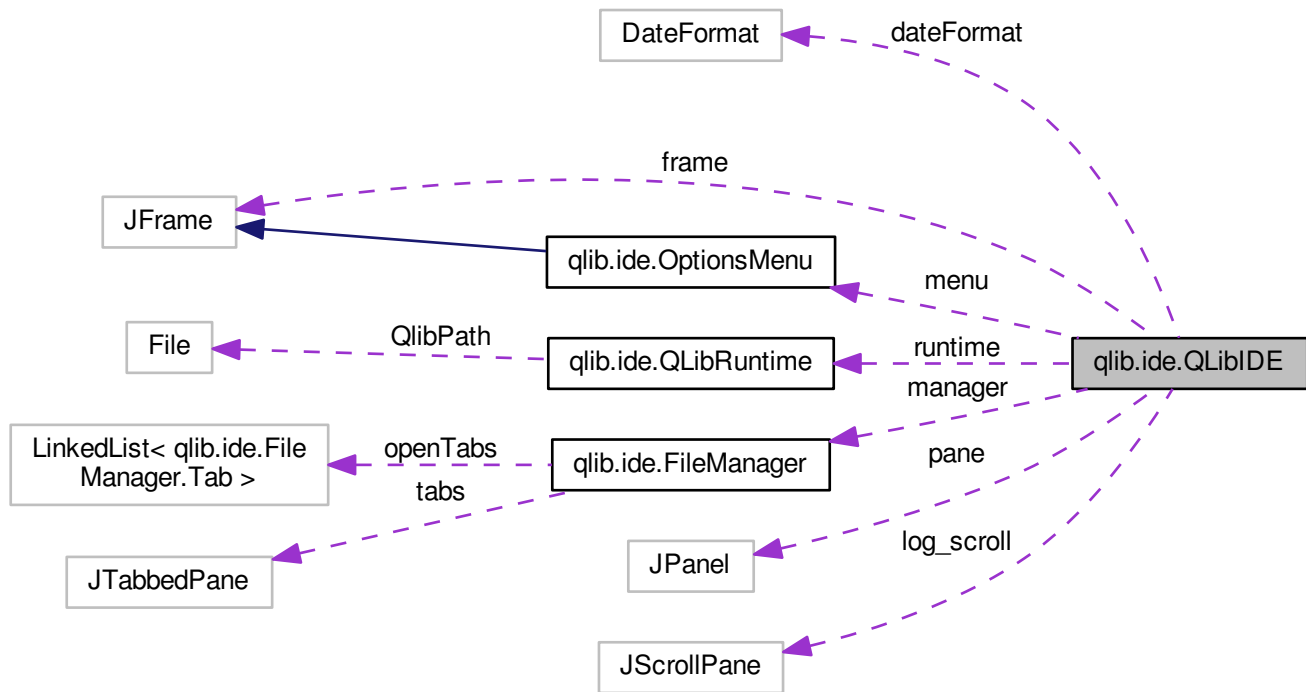 DateFormat
dateFormat
frame
JFrame
qlib.ide.OptionsMenu
menu
File
QlibPath
qlib.ide.QLibRuntime
runtime
qlib.ide.QLibIDE
manager
LinkedList< qlib.ide.File
Manager.Tab >
openTabs
qlib.ide.FileManager
pane
tabs
JTabbedPane
JPanel
log_scroll
JScrollPane